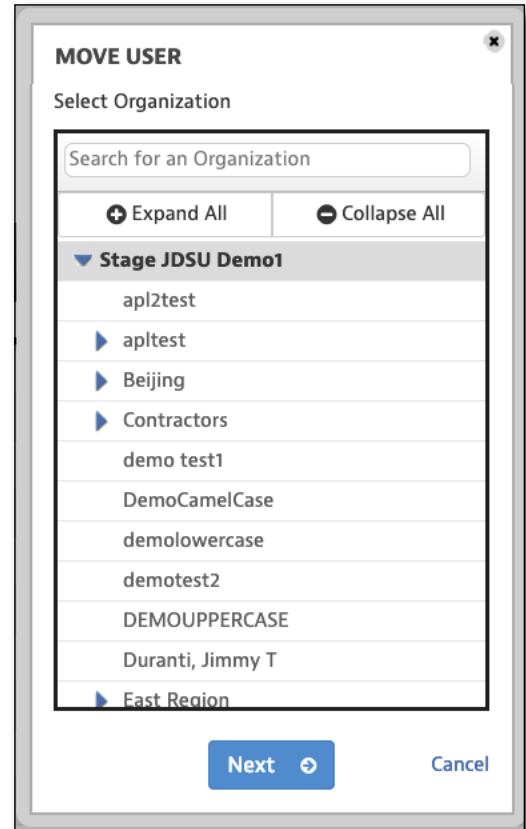 MOVE USER
Select Organization
Search for an Organization
Expand All
Collapse All
Stage JDSU Demo1
apl2test
apltest
Beijing
Contractors
demo test1
DemoCamelCase
demolowercase
demotest2
DEMOUPPERCASE
Duranti, Jimmy T
East Region
Next
Cancel